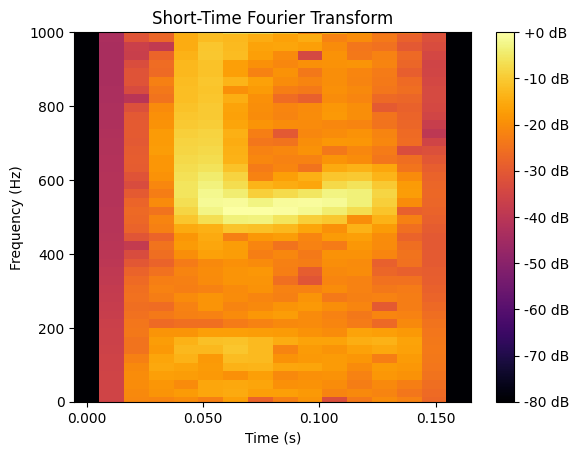 Short-Time Fourier Transform
1000
800
600
400
200
0
Frequency (Hz)
0.000
0.050
0.100
0.150
Time (s)
+0 dB
-10 dB
-20 dB
-30 dB
-40 dB
-50 dB
-60 dB
-70 dB
-80 dB